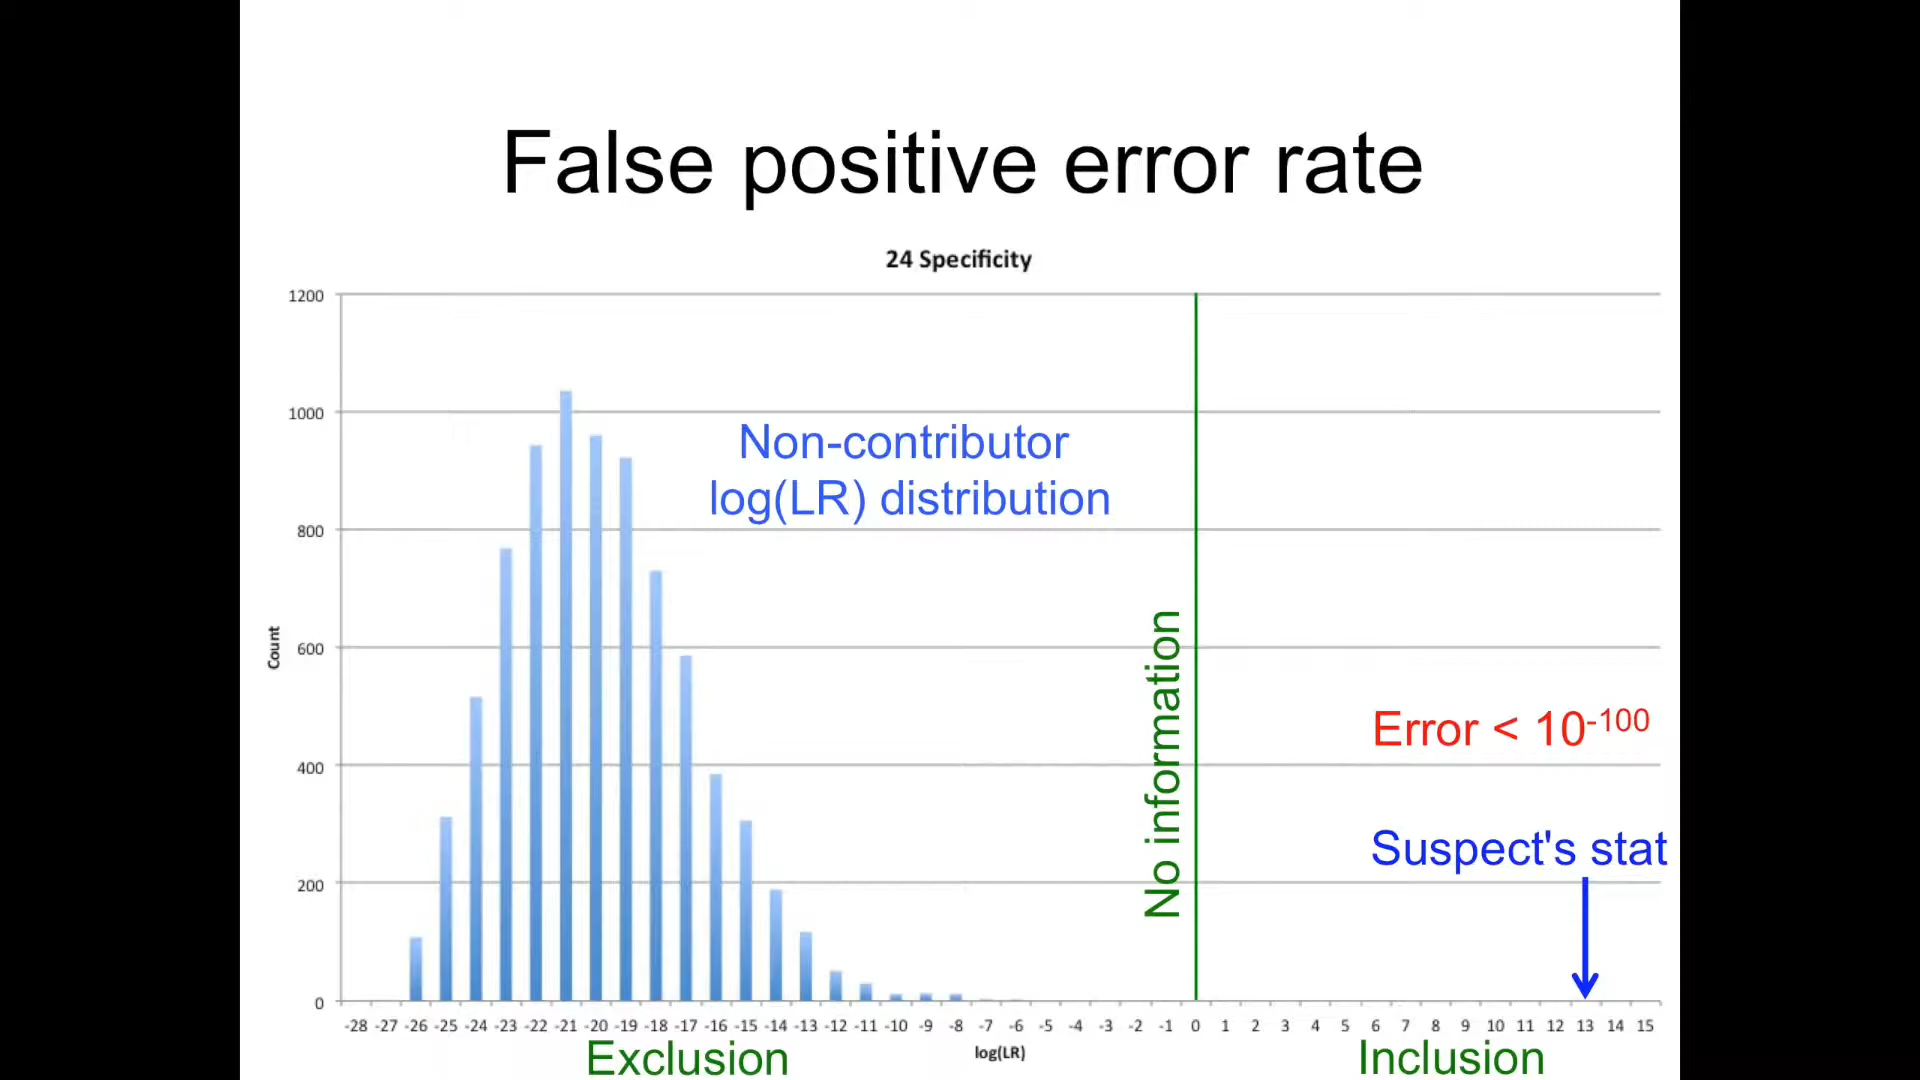 False positive error rate
24 Specificity
1200
1000
800
600
400
200
0
Count
Non-contributor
log(LR) distribution
No information
Error < 10⁻¹⁰⁰
Suspect's stat
-28 -27 -26 -25 -24 -23 -22 -21 -20 -19 -18 -17 -16 -15 -14 -13 -12 -11 -10 -9 -8 -7 -6 -5 -4 -3 -2 -1 0 1 2 3 4 5 6 7 8 9 10 11 12 13 14 15
Exclusion
log(LR)
Inclusion